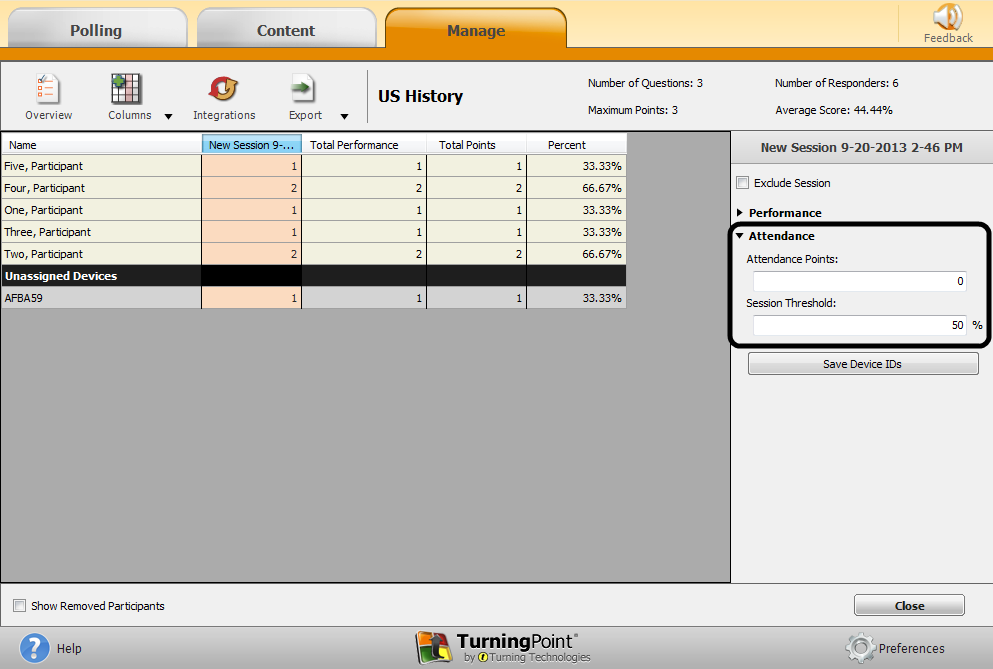 Polling Content Manage Feedback
Overview Columns Integrations Export
US History
Number of Questions: 3 Number of Responders: 6
Maximum Points: 3 Average Score: 44.44%
Name New Session 9-... Total Performance Total Points Percent
Five, Participant 1 1 1 33.33%
Four, Participant 2 2 2 66.67%
One, Participant 1 1 1 33.33%
Three, Participant 1 1 1 33.33%
Two, Participant 2 2 2 66.67%
Unassigned Devices
AFBA59 1 1 1 33.33%
New Session 9-20-2013 2-46 PM
Exclude Session
Performance
Attendance
Attendance Points:
0
Session Threshold:
50 %
Save Device IDs
Show Removed Participants Close
? Help
TurningPoint®
by Turning Technologies
Preferences